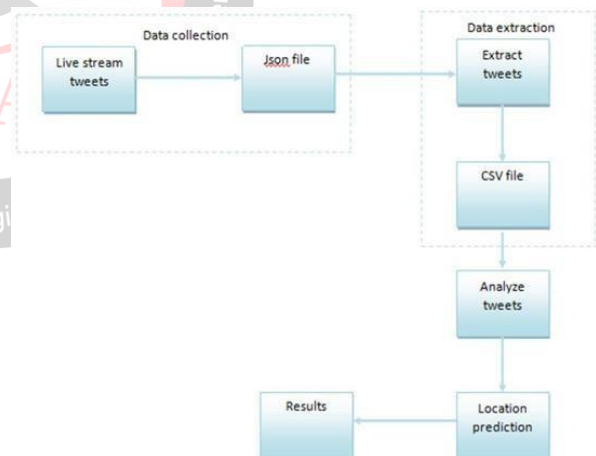 Data collection
Live stream
tweets
Json file
Data extraction
Extract
tweets
CSV file
Analyze
tweets
Location
prediction
Results